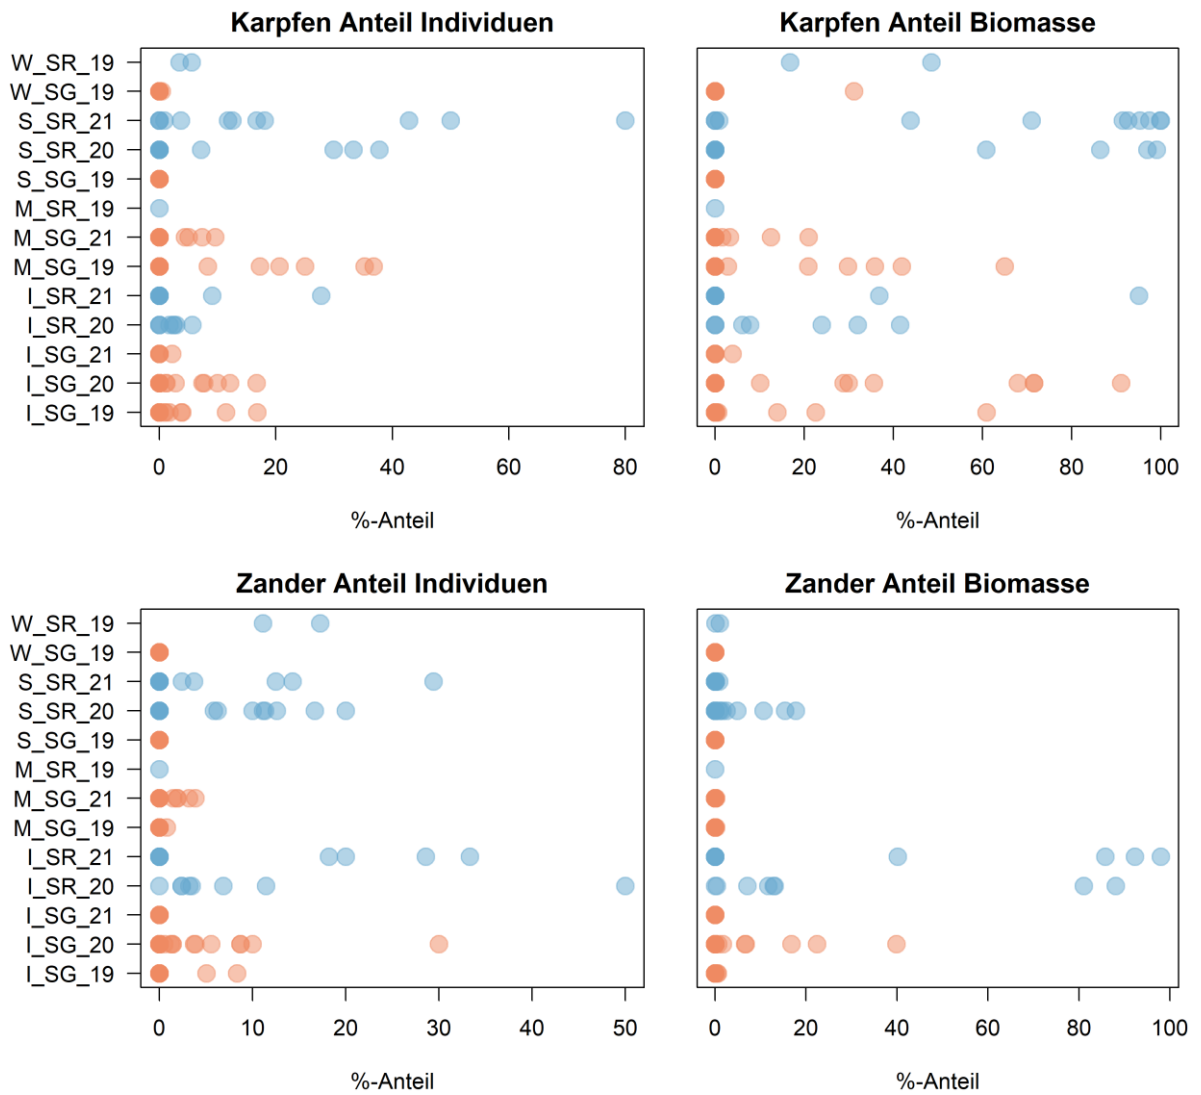 Karpfen Anteil Individuen
W_SR_19
W_SG_19
S_SR_21
S_SR_20
S_SG_19
M_SR_19
M_SG_21
M_SG_19
I_SR_21
I_SR_20
I_SG_21
I_SG_20
I_SG_19
0 20 40 60 80
%-Anteil
Karpfen Anteil Biomasse
0 20 40 60 80 100
%-Anteil
Zander Anteil Individuen
W_SR_19
W_SG_19
S_SR_21
S_SR_20
S_SG_19
M_SR_19
M_SG_21
M_SG_19
I_SR_21
I_SR_20
I_SG_21
I_SG_20
I_SG_19
0 10 20 30 40 50
%-Anteil
Zander Anteil Biomasse
0 20 40 60 80 100
%-Anteil